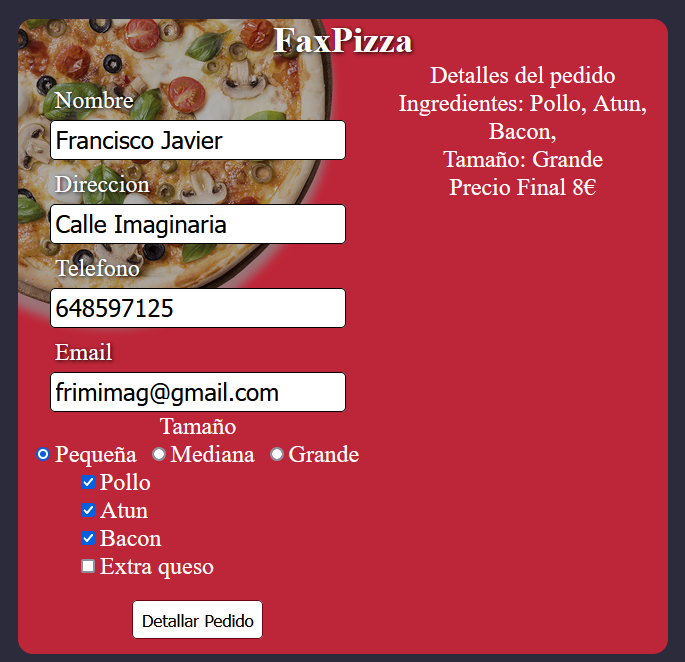 FaxPizza
Nombre
Francisco Javier
Direccion
Calle Imaginaria
Telefono
648597125
Email
frimimag@gmail.com
Tamaño
Pequeña Mediana Grande
Pollo
Atun
Bacon
Extra queso
Detallar Pedido
Detalles del pedido
Ingredientes: Pollo, Atun,
Bacon,
Tamaño: Grande
Precio Final 8€